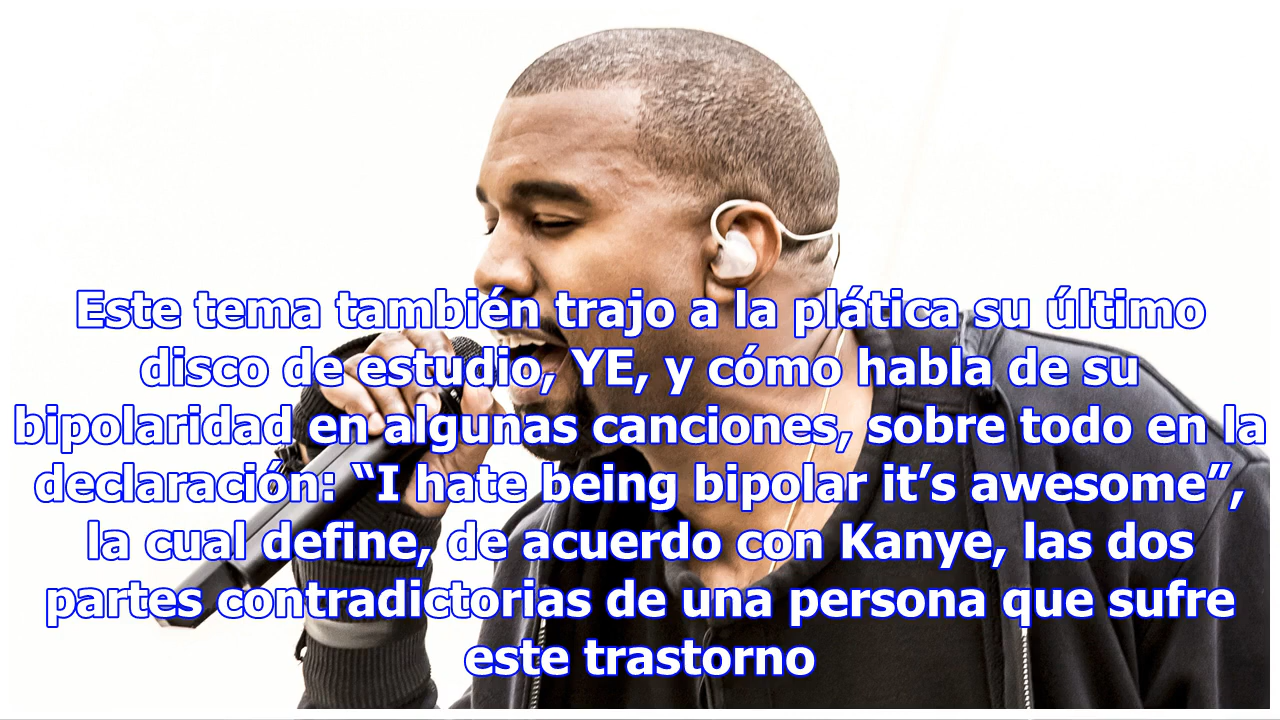 Este tema también trajo a la plática su último
disco de estudio, YE, y cómo habla de su
bipolaridad en algunas canciones, sobre todo en la
declaración: “I hate being bipolar it’s awesome”,
la cual define, de acuerdo con Kanye, las dos
partes contradictorias de una persona que sufre
este trastorno